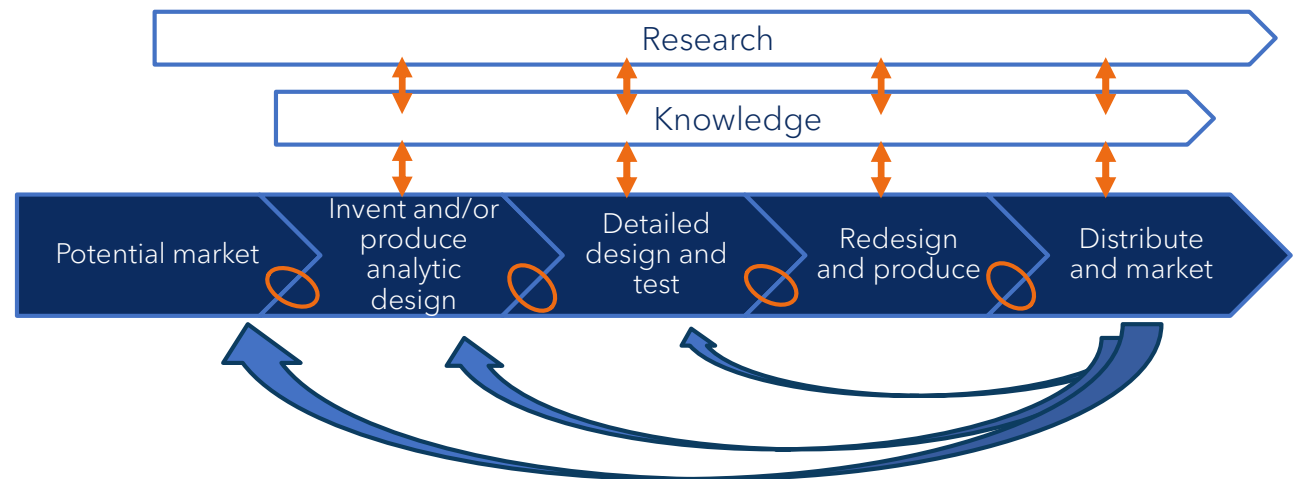 Research
Knowledge
Potential market
Invent and/or
produce
analytic
design
Detailed
design and
test
Redesign
and produce
Distribute
and market